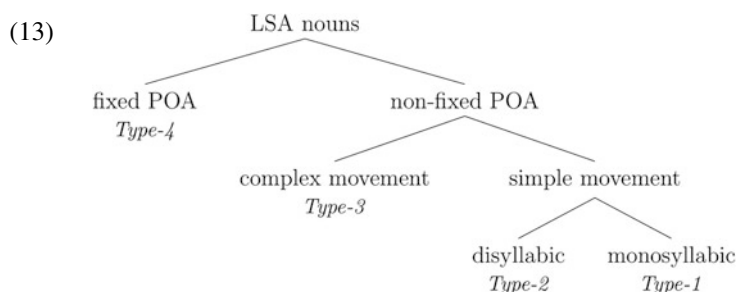 (13) LSA nouns
fixed POA non-fixed POA
Type-4
complex movement simple movement
Type-3
disyllabic monosyllabic
Type-2 Type-1